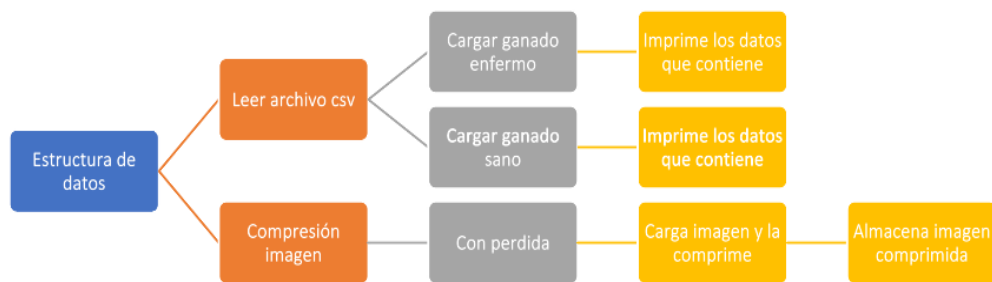 Estructura de
datos
Leer archivo csv
Cargar ganado
enfermo
Imprime los datos
que contiene
Cargar ganado
sano
Imprime los datos
que contiene
Compresión
imagen
Con perdida
Carga imagen y la
comprime
Almacena imagen
comprimida